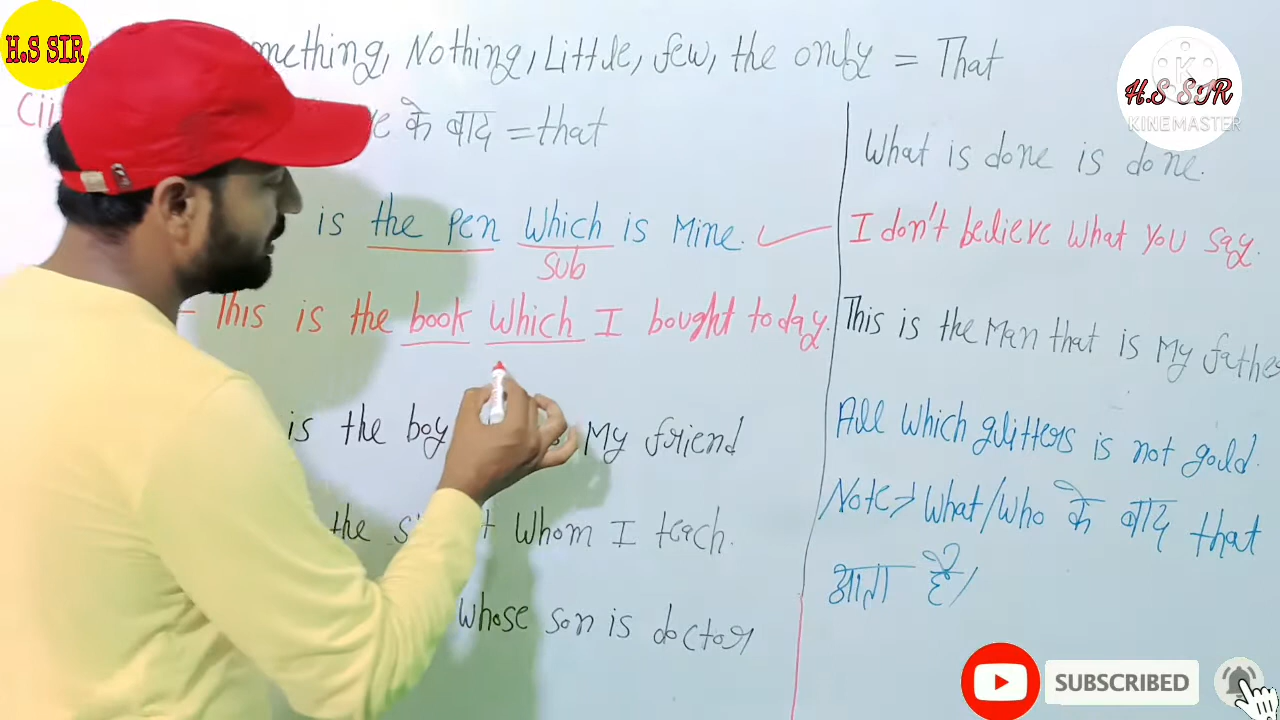 H.S SIR
mething, Nothing, Little, few, the only = That
Cii
के बाद = that
is the pen Which is Mine.
sub
- This is the book Which I bought today.
is the boy My friend
the Whom I teach.
Whose son is doctor
H.S SIR
KINEMASTER
What is done is done.
I don't believe What You say.
This is the Man that is My father
All Which glitters is not gold.
Note → What/Who के बाद that
आता है।
SUBSCRIBED